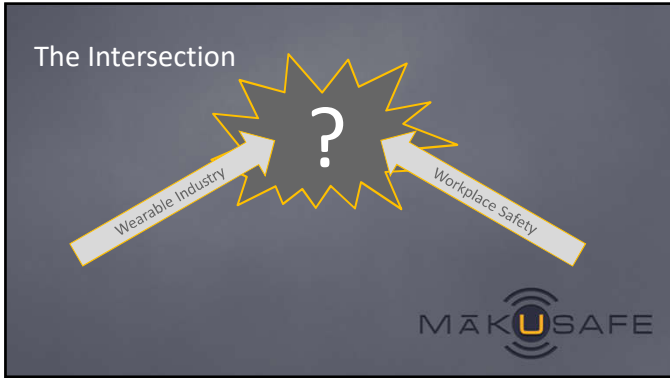 The Intersection
?
Wearable Industry
Workplace Safety
MĀKUSAFE